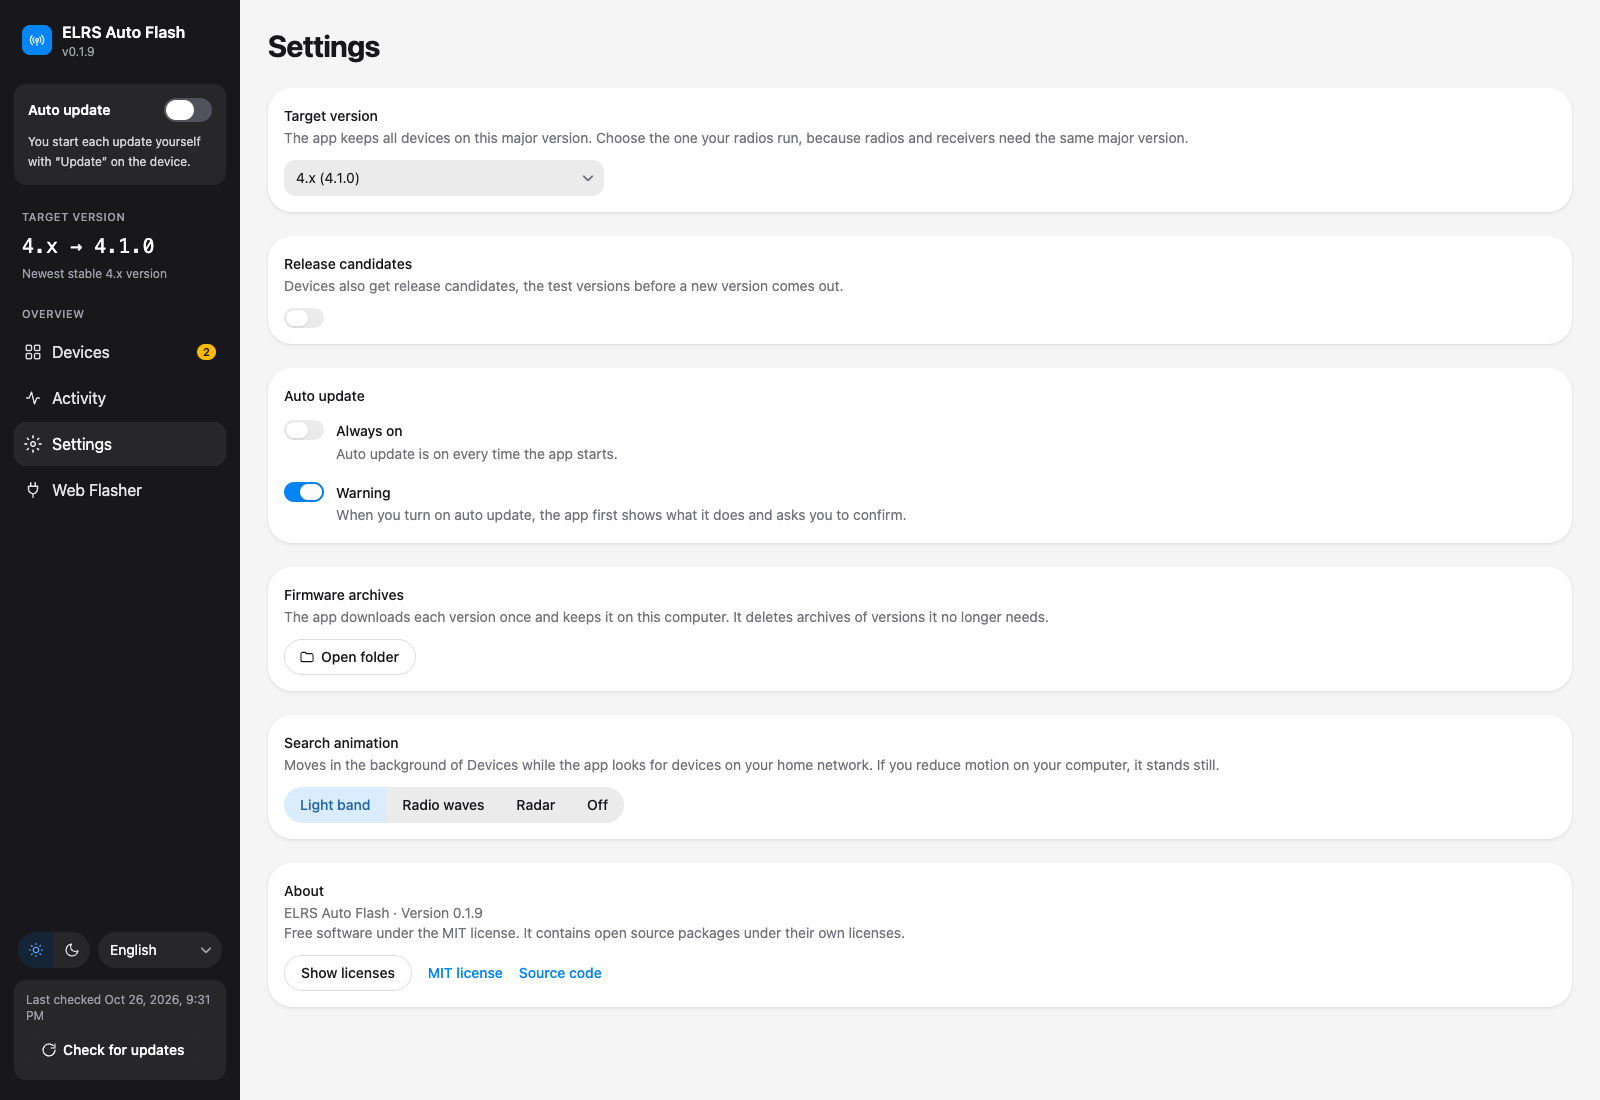 ELRS Auto Flash
v0.1.9
Auto update
You start each update yourself
with "Update" on the device.
TARGET VERSION
4.x → 4.1.0
Newest stable 4.x version
OVERVIEW
Devices
2
Activity
Settings
Web Flasher
English
Last checked Oct 26, 2026, 9:31
PM
Check for updates
Settings
Target version
The app keeps all devices on this major version. Choose the one your radios run, because radios and receivers need the same major version.
4.x (4.1.0)
Release candidates
Devices also get release candidates, the test versions before a new version comes out.
Auto update
Always on
Auto update is on every time the app starts.
Warning
When you turn on auto update, the app first shows what it does and asks you to confirm.
Firmware archives
The app downloads each version once and keeps it on this computer. It deletes archives of versions it no longer needs.
Open folder
Search animation
Moves in the background of Devices while the app looks for devices on your home network. If you reduce motion on your computer, it stands still.
Light band Radio waves Radar Off
About
ELRS Auto Flash · Version 0.1.9
Free software under the MIT license. It contains open source packages under their own licenses.
Show licenses MIT license Source code